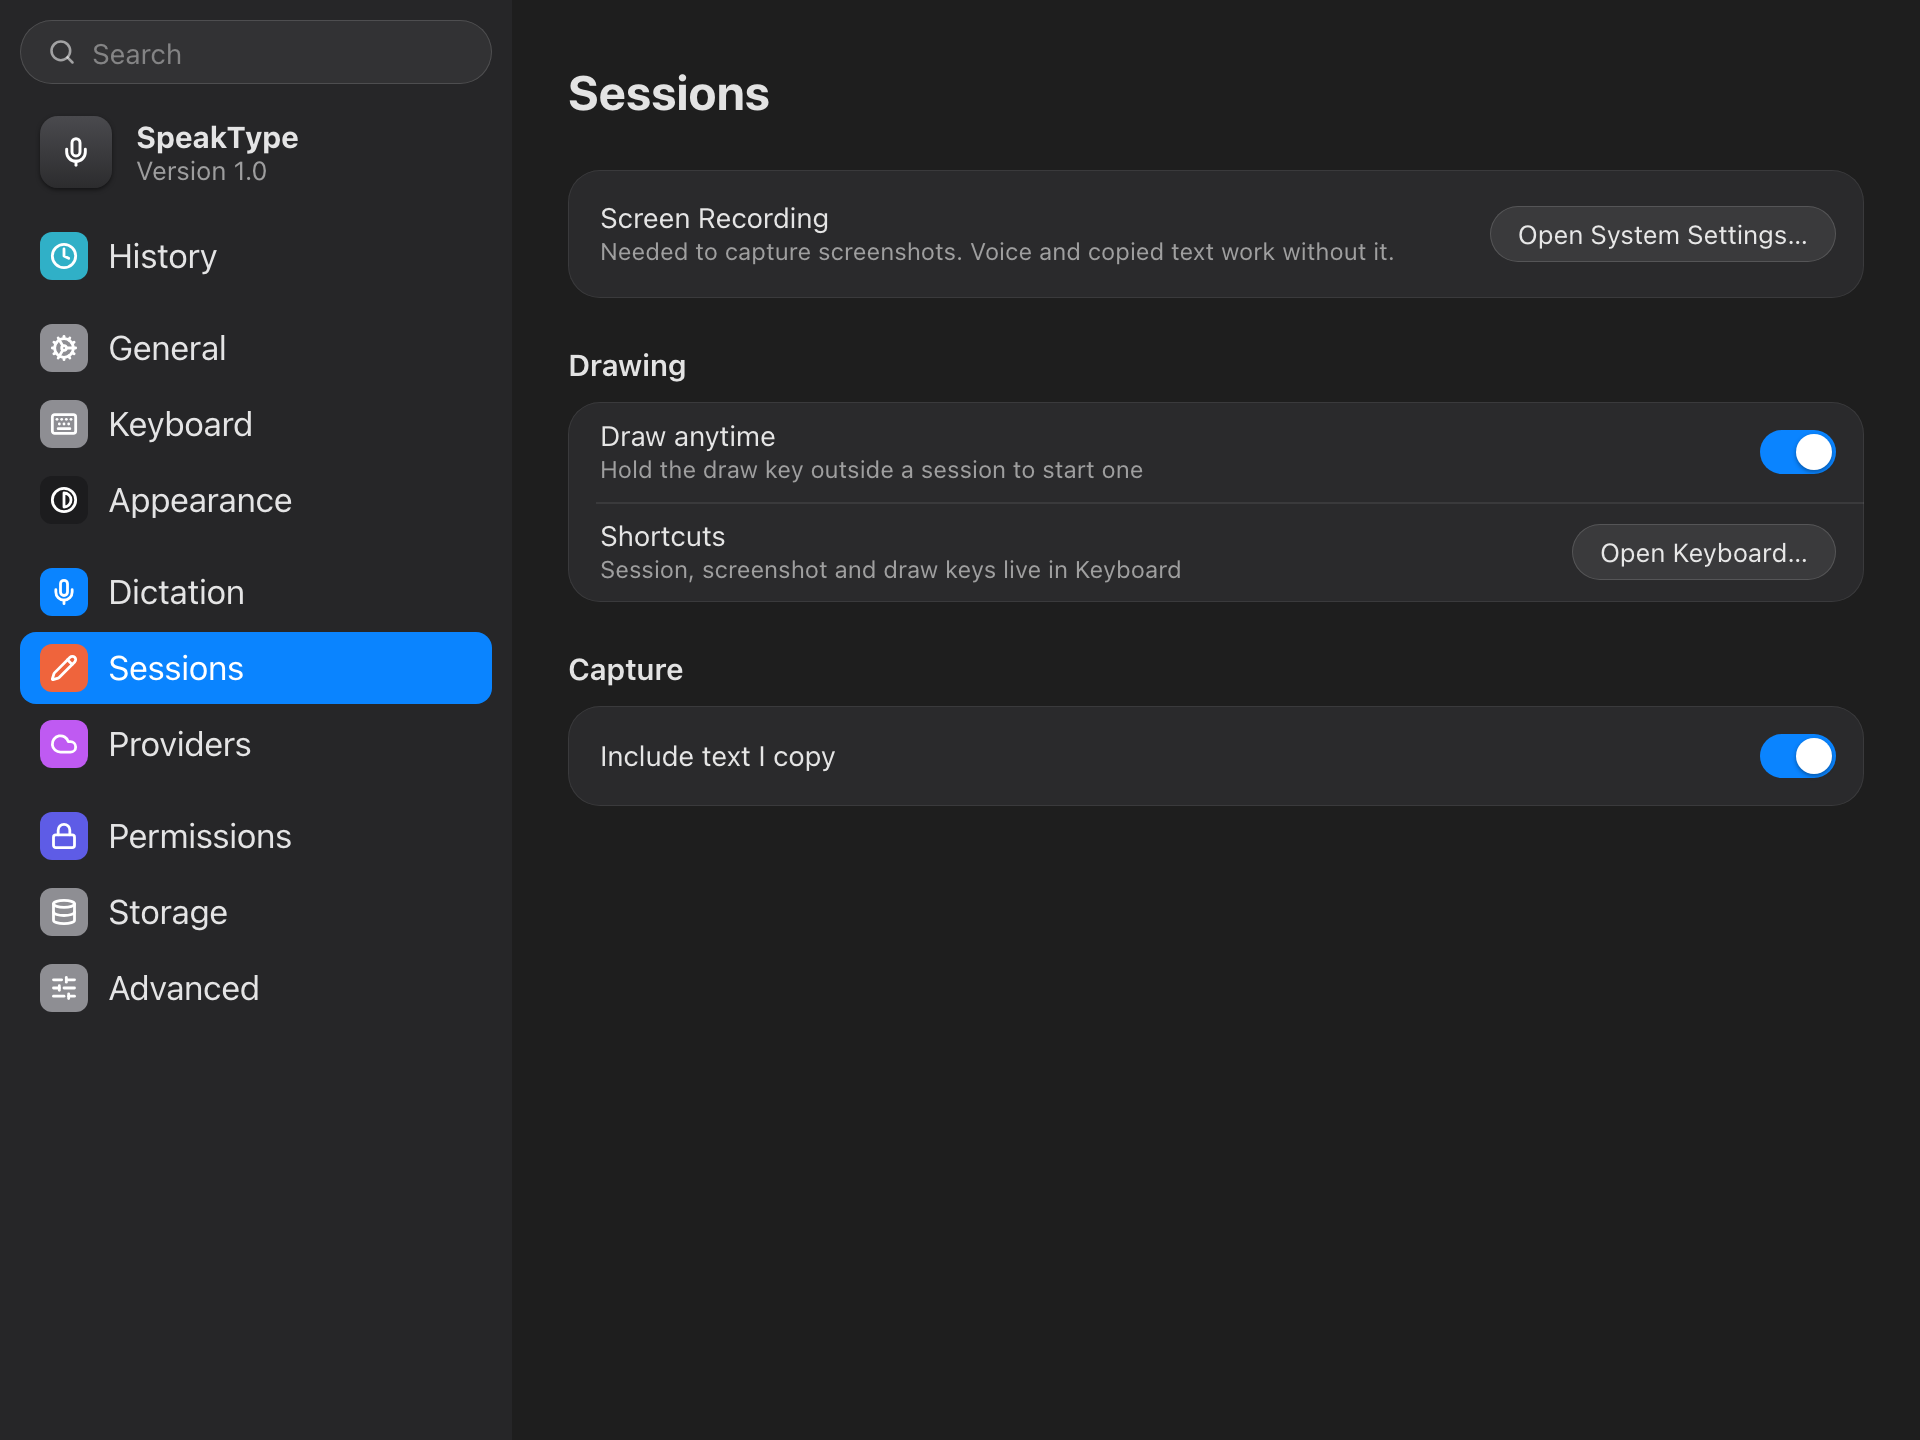 Search
SpeakType
Version 1.0
History
General
Keyboard
Appearance
Dictation
Sessions
Providers
Permissions
Storage
Advanced
Sessions
Screen Recording
Needed to capture screenshots. Voice and copied text work without it.
Open System Settings...
Drawing
Draw anytime
Hold the draw key outside a session to start one
Shortcuts
Session, screenshot and draw keys live in Keyboard
Open Keyboard...
Capture
Include text I copy